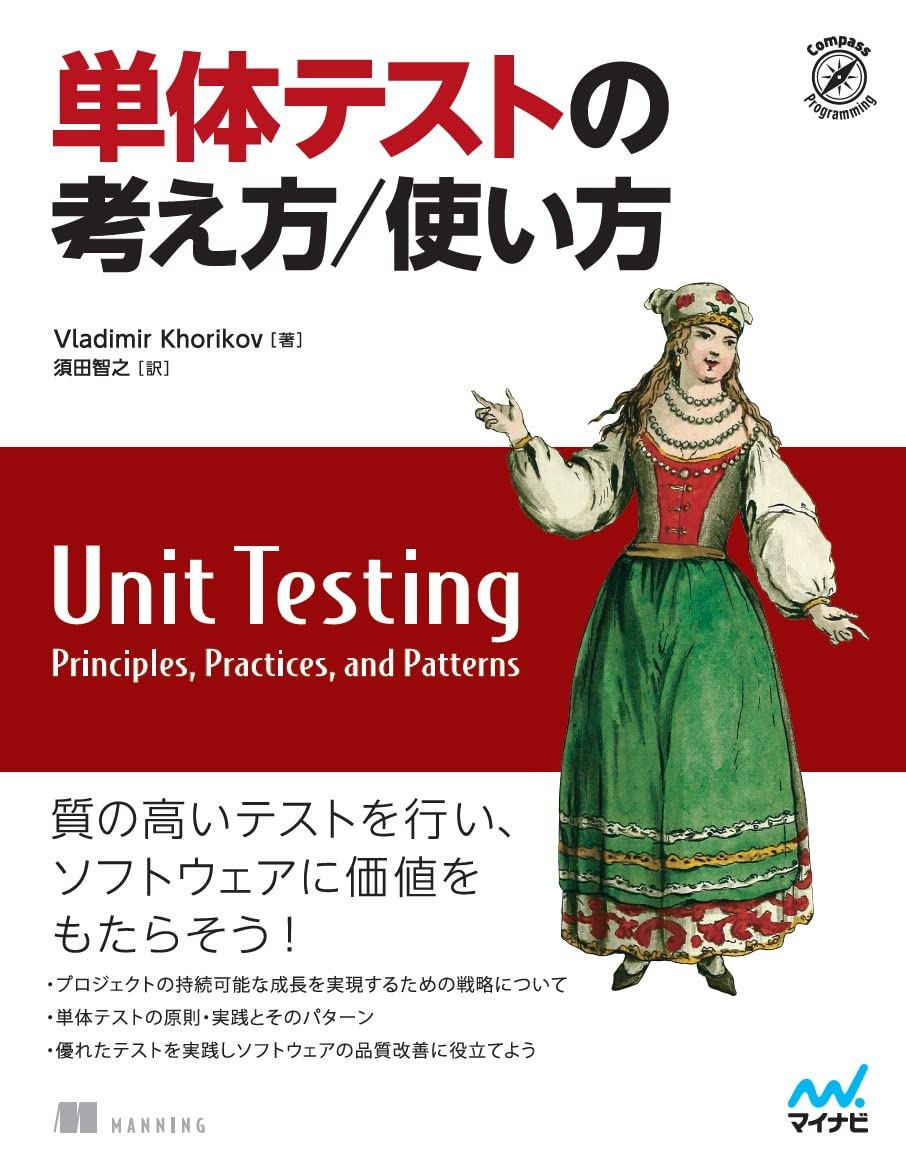 単体テストの
考え方/使い方
Compass
Programming
Vladimir Khorikov [著]
須田智之 [訳]
Unit Testing
Principles, Practices, and Patterns
質の高いテストを行い、
ソフトウェアに価値を
もたらそう!
・プロジェクトの持続可能な成長を実現するための戦略について
・単体テストの原則・実践とそのパターン
・優れたテストを実践しソフトウェアの品質改善に役立てよう
MANNING
マイナビ